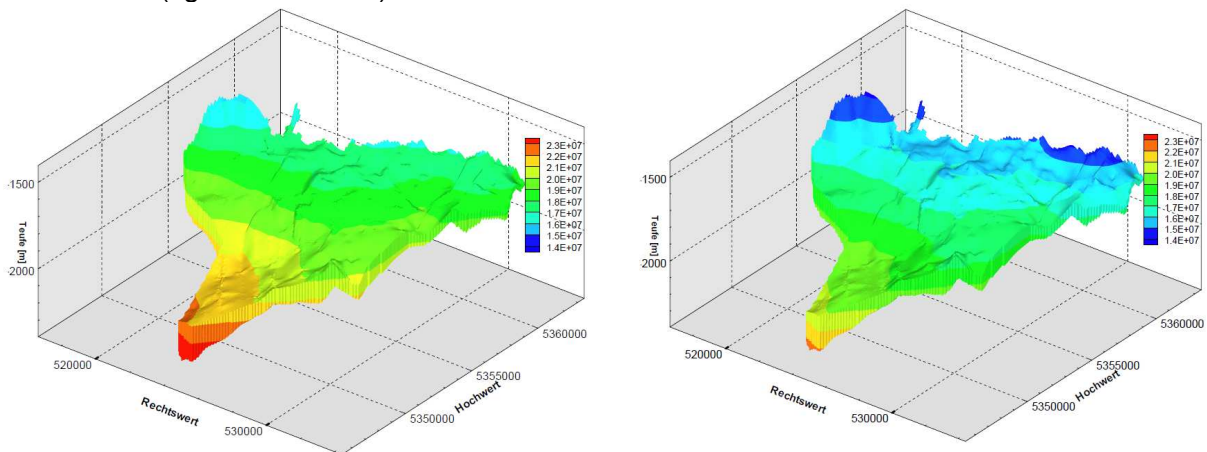 2.3E+07
2.2E+07
2.1E+07
2.0E+07
1.9E+07
1.8E+07
1.7E+07
1.6E+07
1.5E+07
1.4E+07
-1500
Teufe [m]
-2000
520000
Rechtswert
530000
5350000
Hochwert
5355000
5360000
2.3E+07
2.2E+07
2.1E+07
2.0E+07
1.9E+07
1.8E+07
1.7E+07
1.6E+07
1.5E+07
1.4E+07
-1500
Teufe [m]
-2000
520000
Rechtswert
530000
5350000
Hochwert
5355000
5360000